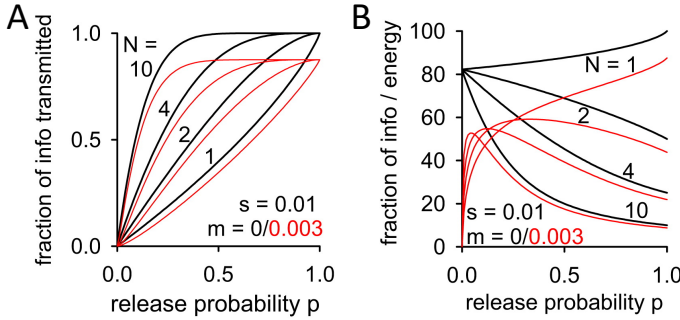 A
fraction of info transmitted
1.0
0.5
0.0
N =
10
4
2
1
s = 0.01
m = 0/0.003
0.0
0.5
1.0
release probability p
B
fraction of info / energy
100
80
60
40
20
0
N = 1
2
4
10
s = 0.01
m = 0/0.003
0.0
0.5
1.0
release probability p